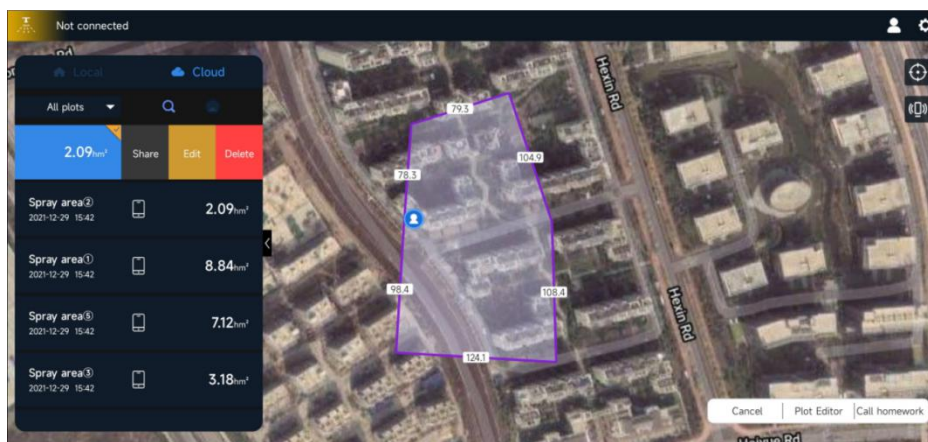 Not connected
Local
Cloud
All plots
2.09hm²
Share
Edit
Delete
Spray area②
2021-12-29 15:42
2.09hm²
Spray area①
2021-12-29 15:42
8.84hm²
Spray area⑤
2021-12-29 15:42
7.12hm²
Spray area③
2021-12-29 15:42
3.18hm²
Rd
79.3
104.9
78.3
98.4
108.4
124.1
Hexin Rd
Hexin Rd
Cancel
Plot Editor
Call homework